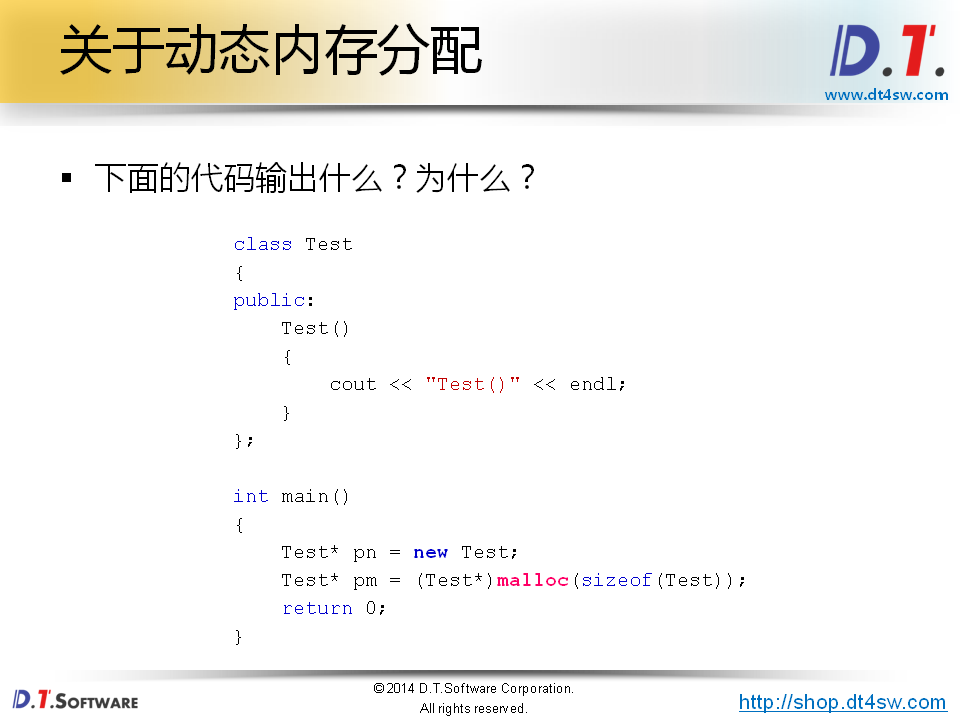 关于动态内存分配
D.T.
www.dt4sw.com
▪ 下面的代码输出什么？为什么？
class Test
{
public:
    Test()
    {
        cout << "Test()" << endl;
    }
};
int main()
{
    Test* pn = new Test;
    Test* pm = (Test*)malloc(sizeof(Test));
    return 0;
}
D.T.SOFTWARE
©2014 D.T.Software Corporation.
All rights reserved.
http://shop.dt4sw.com